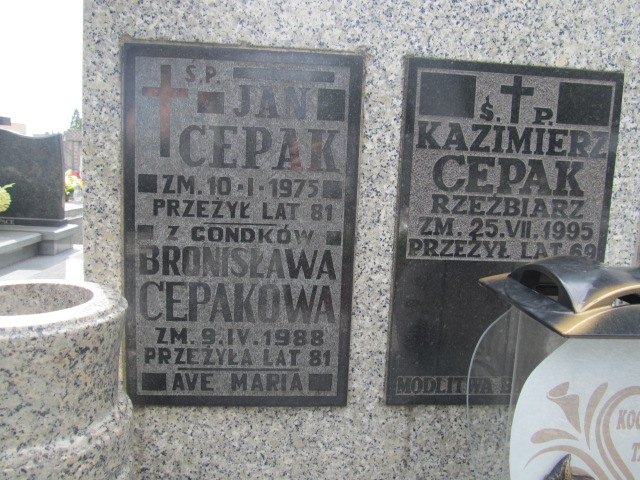 Ś.P.
JAN
CEPAK
ZM. 10·I·1975
PRZEŻYŁ LAT 81
Z GONDKÓW
BRONISŁAWA
CEPAKOWA
ZM. 9.IV.1988
PRZEŻYŁA LAT 81
AVE MARIA
Ś. P.
KAZIMIERZ
CEPAK
RZEŹBIARZ
ZM. 25.VII.1995
PRZEŻYŁ LAT 69
MODLITWA